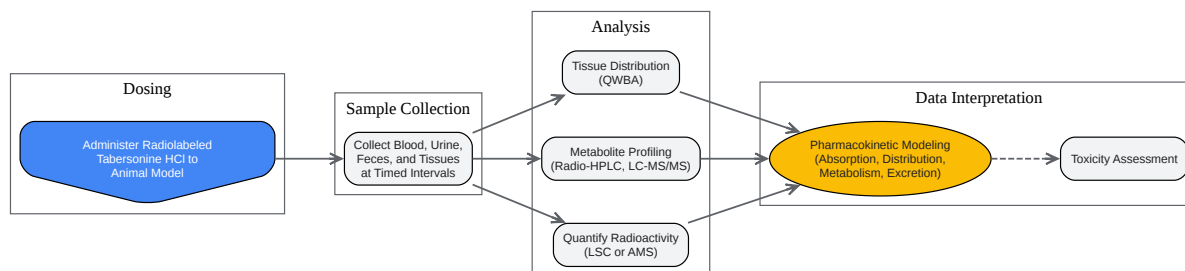 Dosing
Administer Radiolabeled
Tabersonine HCl to
Animal Model
Sample Collection
Collect Blood, Urine,
Feces, and Tissues
at Timed Intervals
Analysis
Tissue Distribution
(QWBA)
Metabolite Profiling
(Radio-HPLC, LC-MS/MS)
Quantify Radioactivity
(LSC or AMS)
Data Interpretation
Pharmacokinetic Modeling
(Absorption, Distribution,
Metabolism, Excretion)
Toxicity Assessment